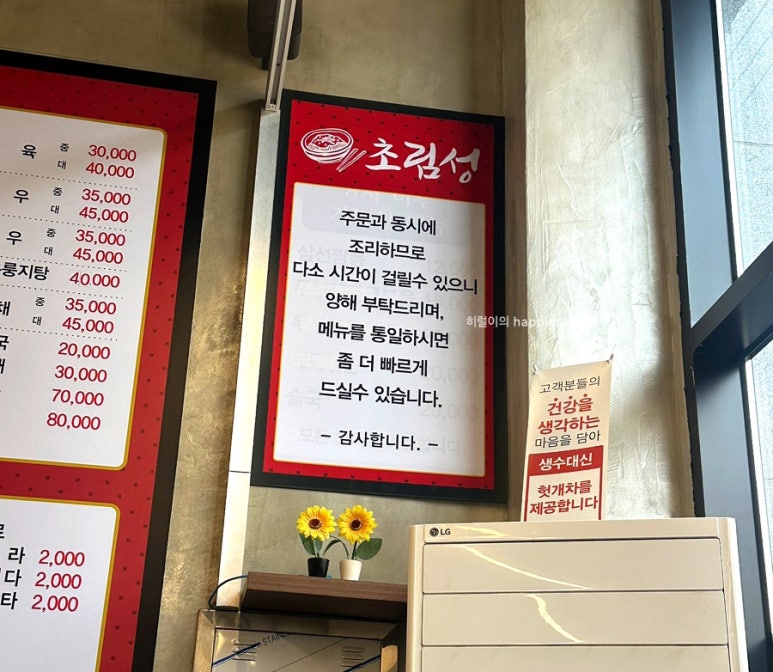 육 중 30,000
대 40,000
우 중 35,000
대 45,000
우 중 35,000
대 45,000
룽지탕 40,000
채 중 35,000
대 45,000
국 20,000
30,000
70,000
80,000
로
라 2,000
다 2,000
타 2,000
초림성
주문과 동시에
조리하므로
다소 시간이 걸릴수 있으니
양해 부탁드리며,
메뉴를 통일하시면
좀 더 빠르게
드실수 있습니다.
- 감사합니다. -
히럴이의 happie
고객분들의
건강을
생각하는
마음을 담아
생수대신
헛개차를
제공합니다
LG